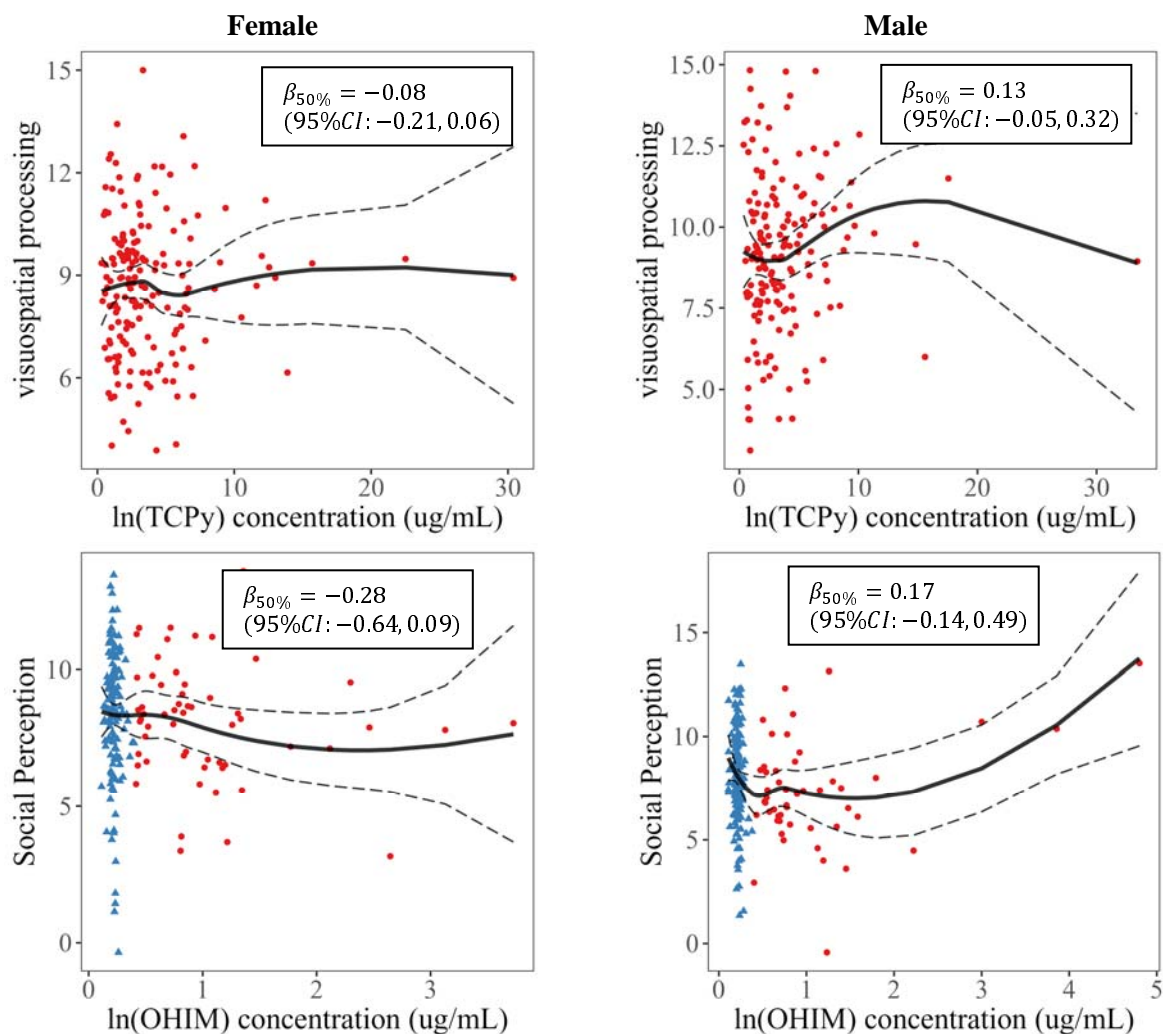 Female
Male
15
12
9
6
visuospatial processing
β50% = −0.08
(95%CI: −0.21, 0.06)
0 10 20 30
ln(TCPy) concentration (ug/mL)
15.0
12.5
10.0
7.5
5.0
visuospatial processing
β50% = 0.13
(95%CI: −0.05, 0.32)
0 10 20 30
ln(TCPy) concentration (ug/mL)
10
5
0
Social Perception
β50% = −0.28
(95%CI: −0.64, 0.09)
0 1 2 3
ln(OHIM) concentration (ug/mL)
15
10
5
0
Social Perception
β50% = 0.17
(95%CI: −0.14, 0.49)
0 1 2 3 4 5
ln(OHIM) concentration (ug/mL)